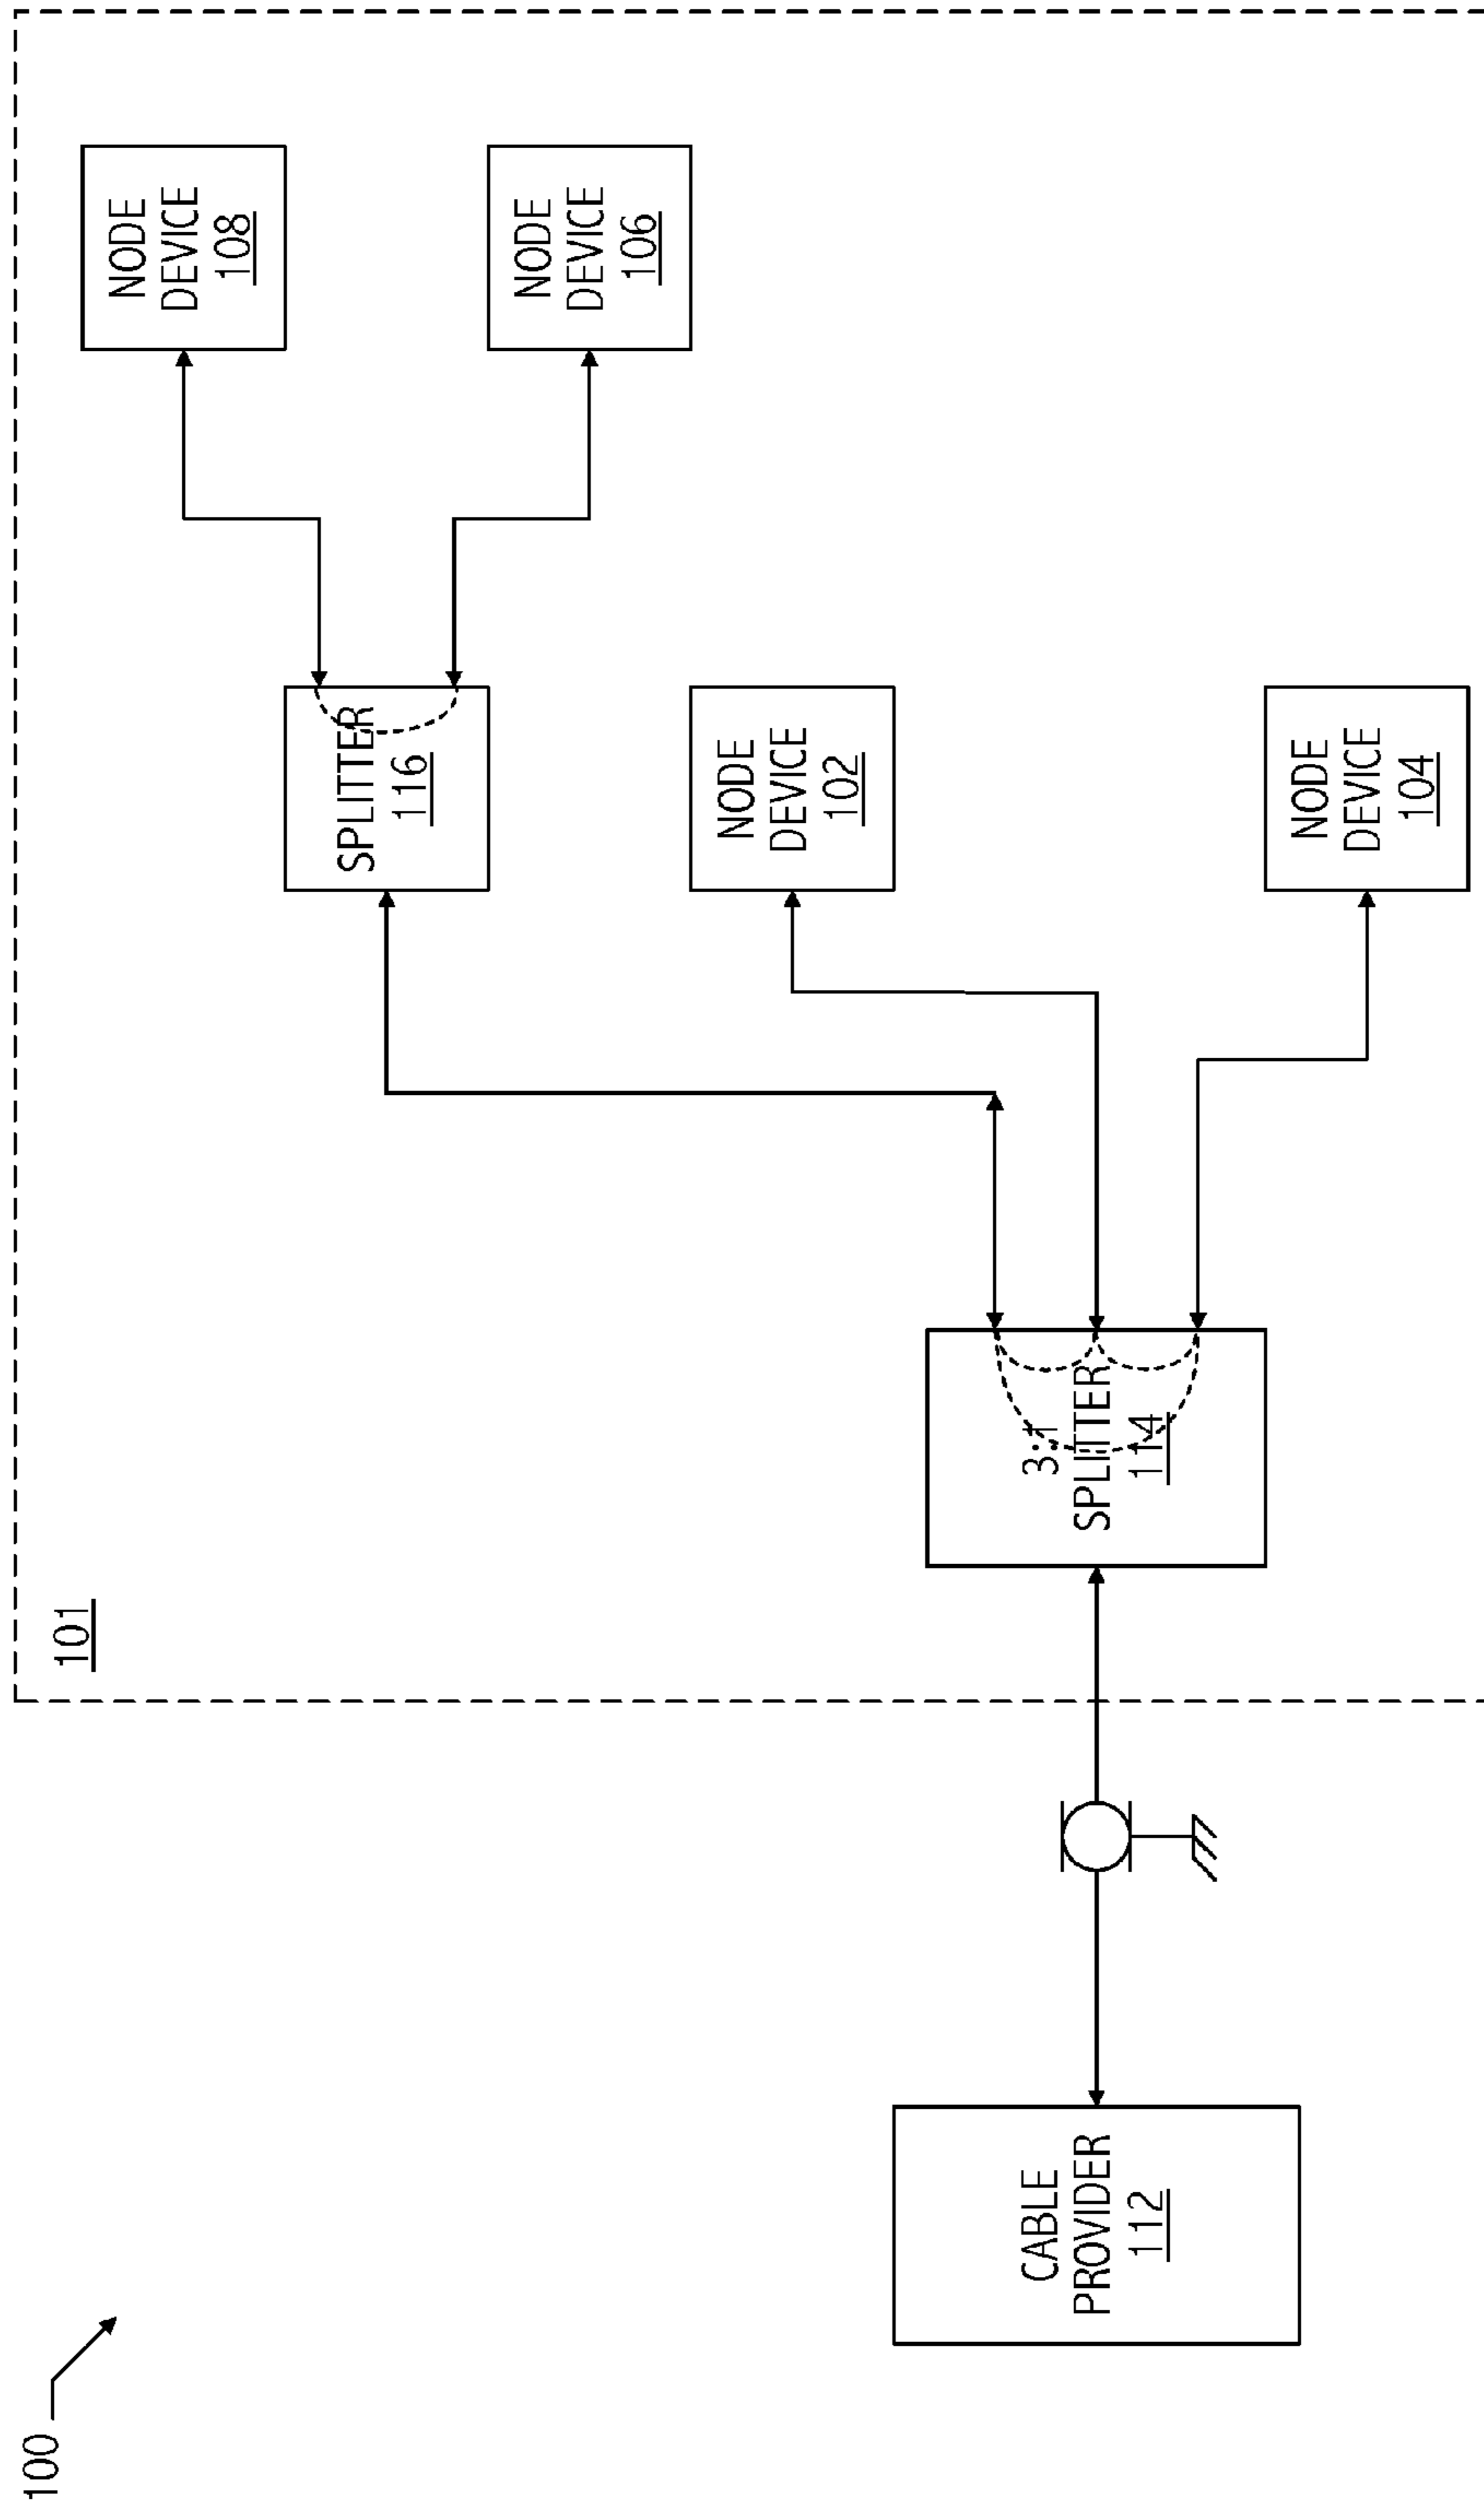 100
101
CABLE
PROVIDER
112
3:1
SPLITTER
114
SPLITTER
116
NODE
DEVICE
102
NODE
DEVICE
104
NODE
DEVICE
108
NODE
DEVICE
106